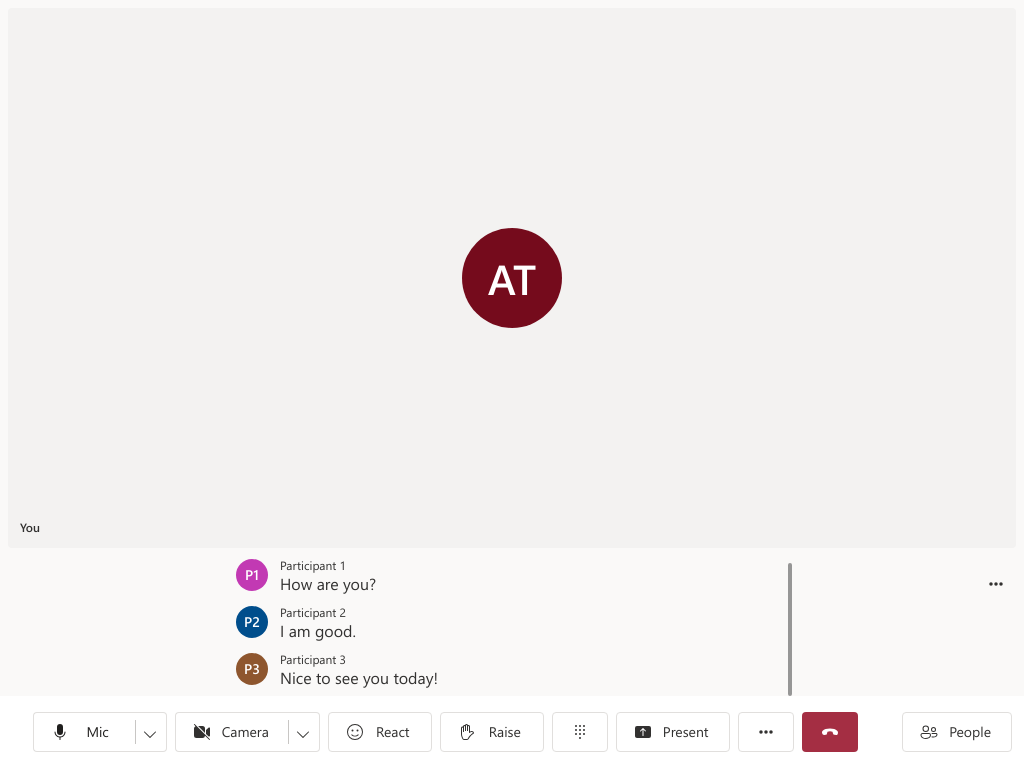 AT
You
P1
Participant 1
How are you?
P2
Participant 2
I am good.
P3
Participant 3
Nice to see you today!
Mic
Camera
React
Raise
Present
People